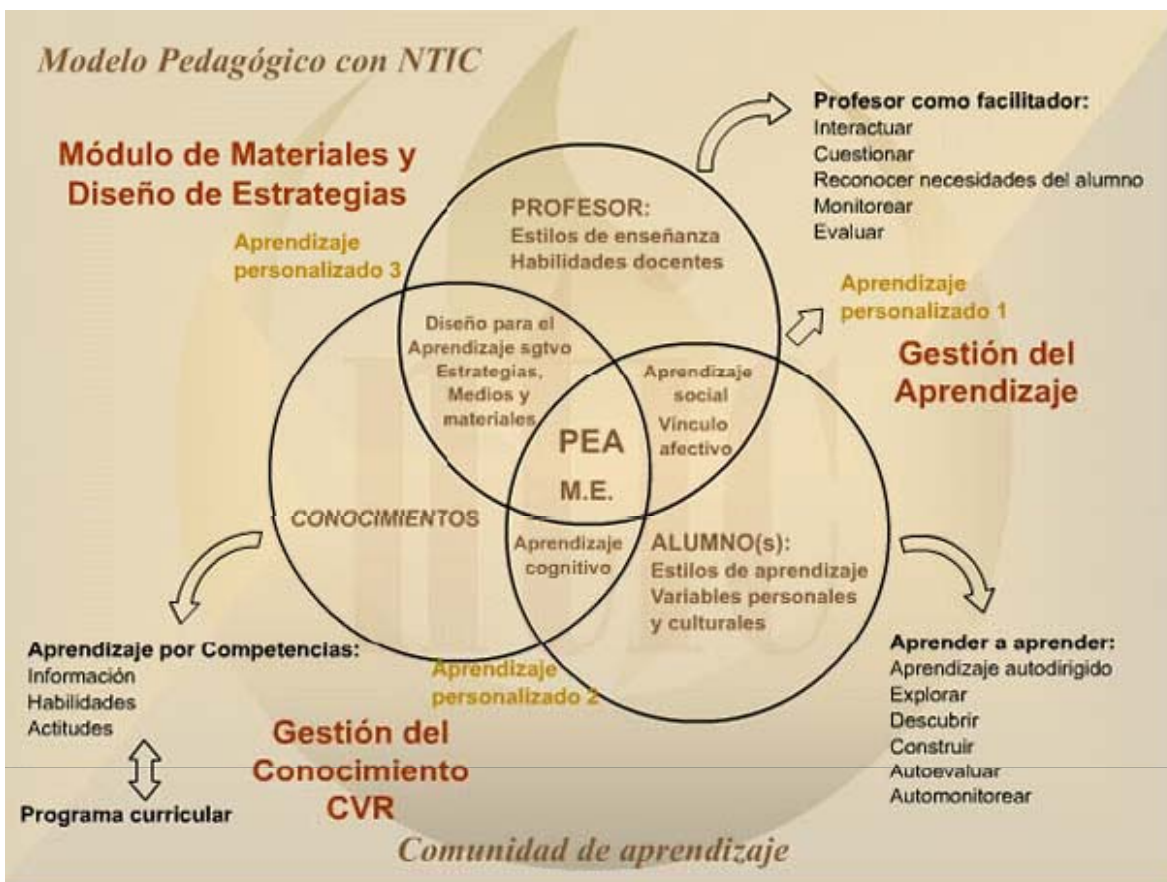 Modelo Pedagógico con NTIC
Módulo de Materiales y
Diseño de Estrategias
Aprendizaje
personalizado 3
Profesor como facilitador:
Interactuar
Cuestionar
Reconocer necesidades del alumno
Monitorear
Evaluar
PROFESOR:
Estilos de enseñanza
Habilidades docentes
Aprendizaje
personalizado 1
Gestión del
Aprendizaje
Diseño para el
Aprendizaje sgtvo
Estrategias,
Medios y
materiales
Aprendizaje
social
Vínculo
afectivo
PEA
M.E.
CONOCIMIENTOS
Aprendizaje
cognitivo
ALUMNO(s):
Estilos de aprendizaje
Variables personales
y culturales
Aprendizaje por Competencias:
Información
Habilidades
Actitudes
Programa curricular
Aprendizaje
personalizado 2
Gestión del
Conocimiento
CVR
Aprender a aprender:
Aprendizaje autodirigido
Explorar
Descubrir
Construir
Autoevaluar
Automonitorear
Comunidad de aprendizaje